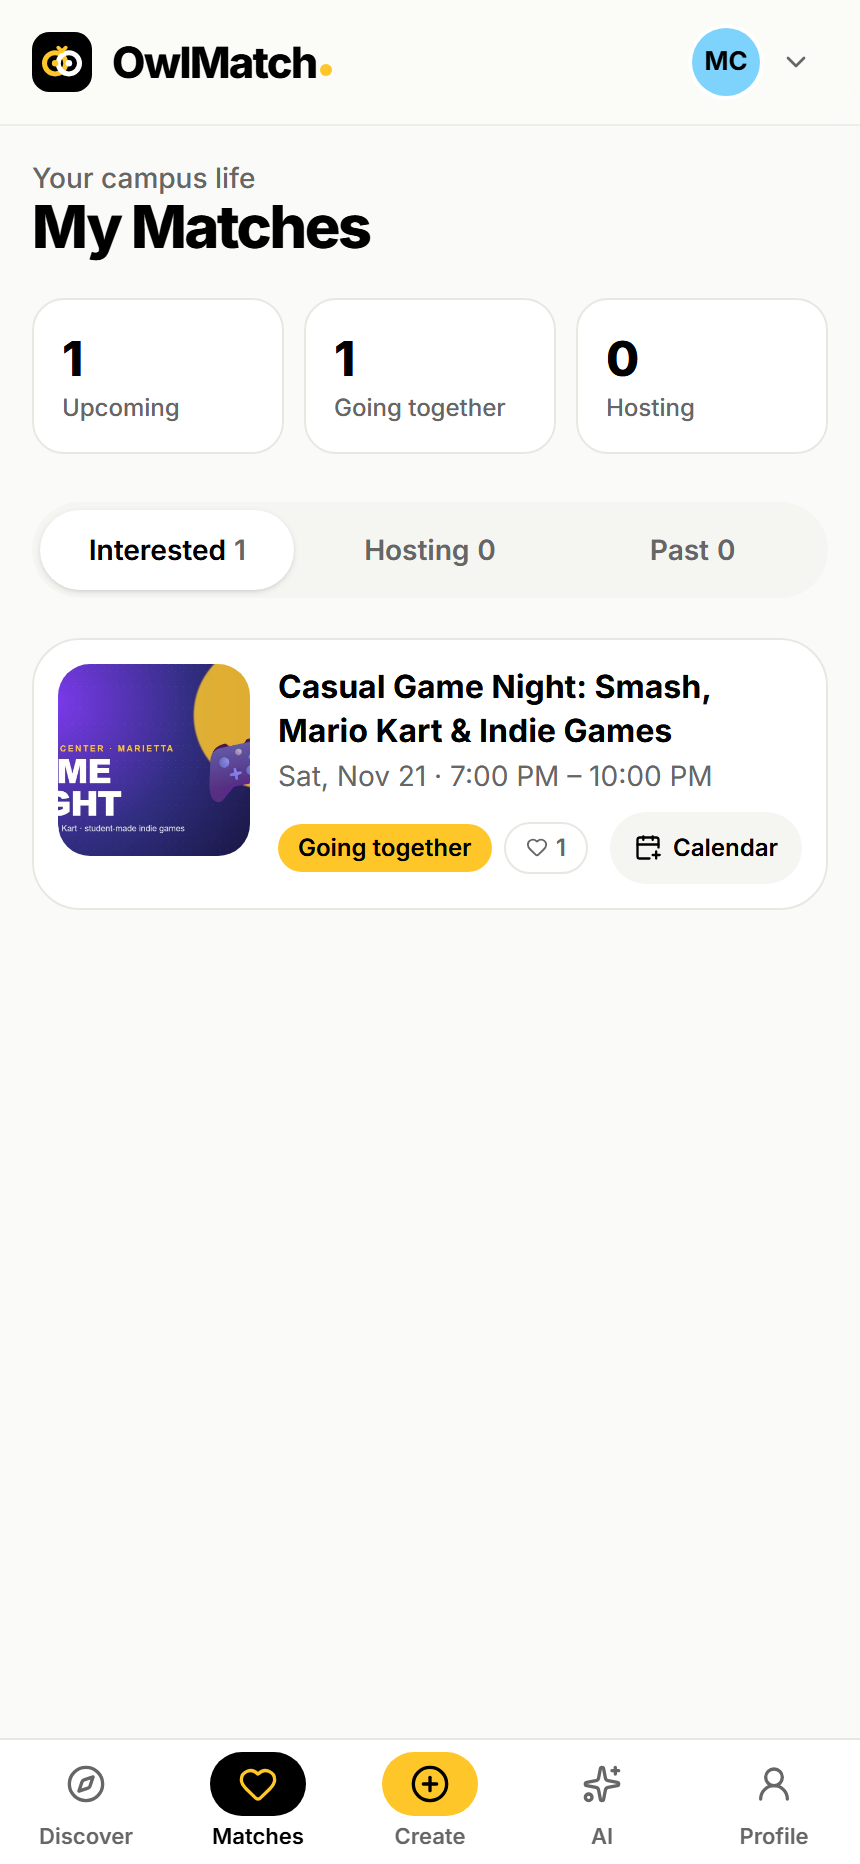 OwlMatch.
MC
Your campus life
My Matches
1
Upcoming
1
Going together
0
Hosting
Interested 1
Hosting 0
Past 0
CENTER · MARIETTA
ME
GHT
Kart · student-made indie games
Casual Game Night: Smash,
Mario Kart & Indie Games
Sat, Nov 21 · 7:00 PM – 10:00 PM
Going together
1
Calendar
Discover
Matches
Create
AI
Profile